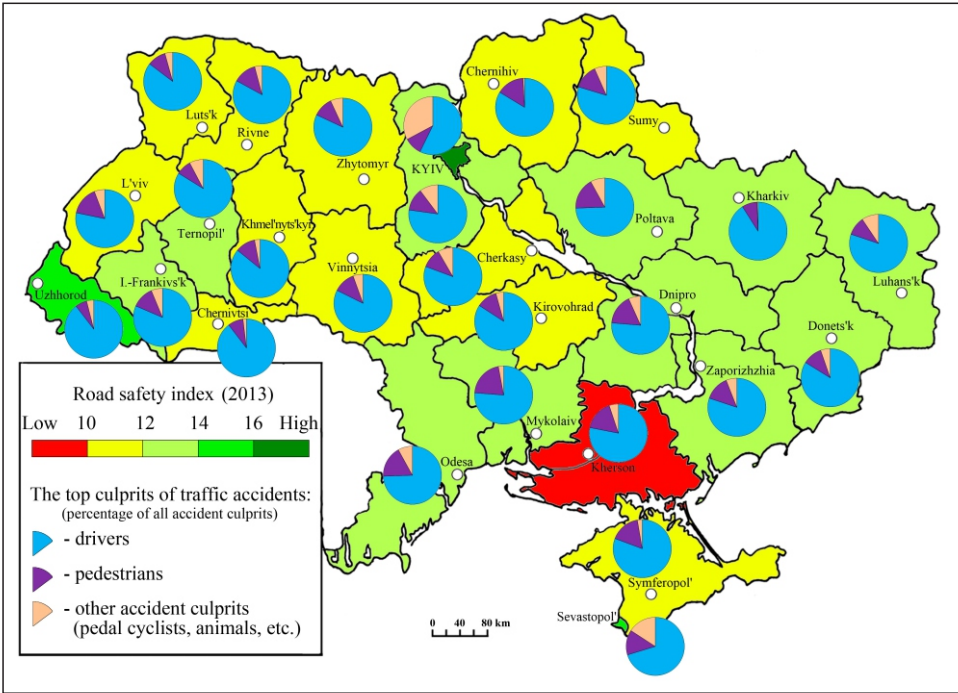 Chernihiv
Luts'k
Rivne
Sumy
KYIV
Zhytomyr
L'viv
Kharkiv
Ternopil'
Khmel'nyts'kyi
Poltava
I.-Frankivs'k
Vinnytsia
Cherkasy
Luhans'k
Uzhhorod
Chernivtsi
Kirovohrad
Dnipro
Donets'k
Zaporizhzhia
Mykolaiv
Kherson
Odesa
Symferopol'
Sevastopol'
Road safety index (2013)
Low 10 12 14 16 High
The top culprits of traffic accidents:
(percentage of all accident culprits)
- drivers
- pedestrians
- other accident culprits
(pedal cyclists, animals, etc.)
0 40 80 km